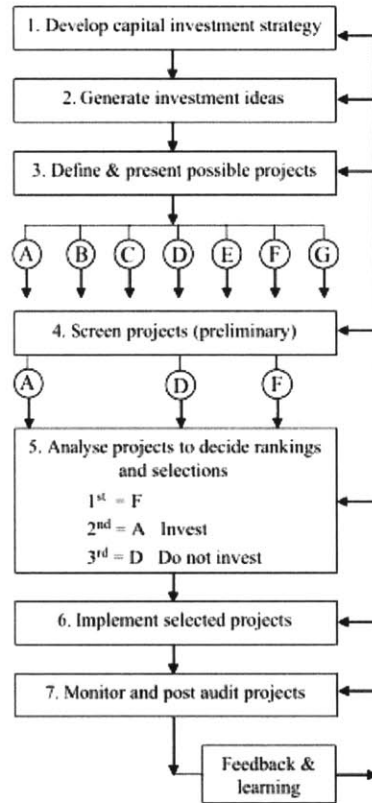 1. Develop capital investment strategy
2. Generate investment ideas
3. Define & present possible projects
A B C D E F G
4. Screen projects (preliminary)
A D F
5. Analyse projects to decide rankings
and selections
1st = F
2nd = A Invest
3rd = D Do not invest
6. Implement selected projects
7. Monitor and post audit projects
Feedback &
learning